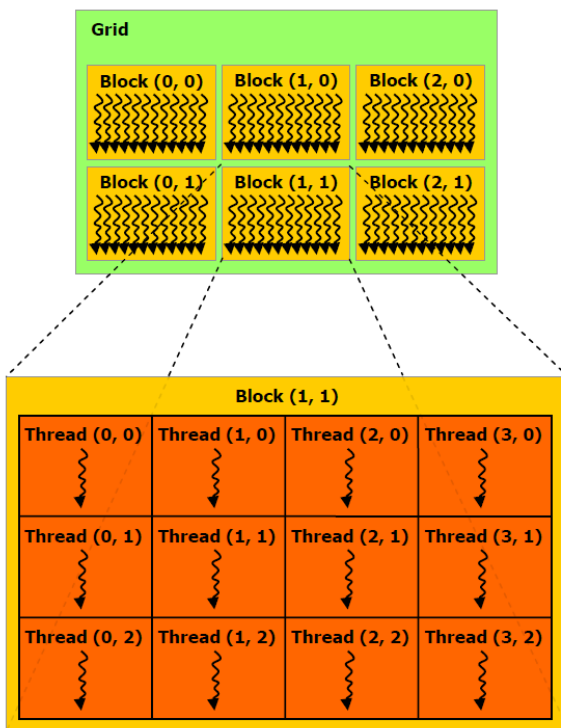 Grid
Block (0, 0) Block (1, 0) Block (2, 0)
Block (0, 1) Block (1, 1) Block (2, 1)
Block (1, 1)
Thread (0, 0) Thread (1, 0) Thread (2, 0) Thread (3, 0)
Thread (0, 1) Thread (1, 1) Thread (2, 1) Thread (3, 1)
Thread (0, 2) Thread (1, 2) Thread (2, 2) Thread (3, 2)